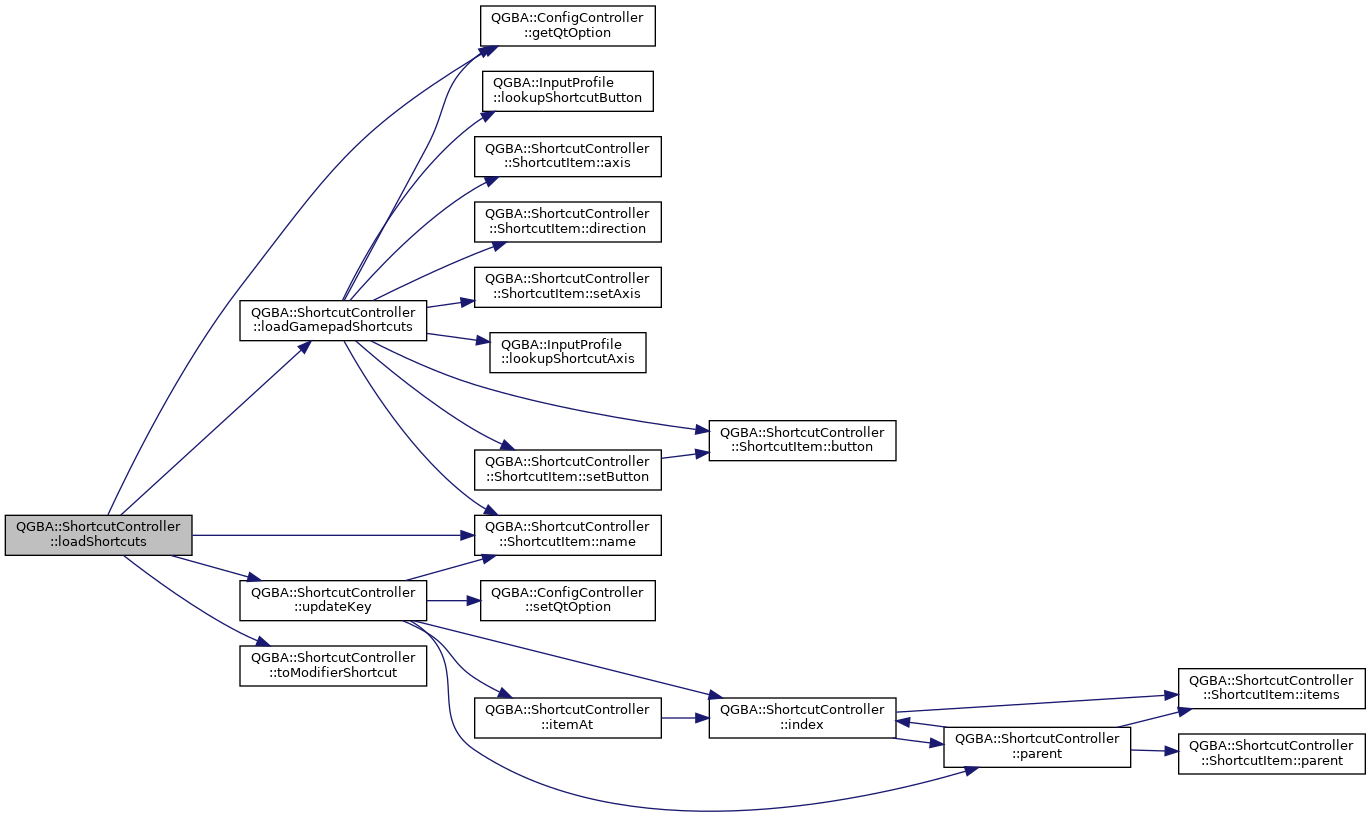 QGBA::ConfigController
::getQtOption
QGBA::InputProfile
::lookupShortcutButton
QGBA::ShortcutController
::ShortcutItem::axis
QGBA::ShortcutController
::ShortcutItem::direction
QGBA::ShortcutController
::ShortcutItem::setAxis
QGBA::ShortcutController
::loadGamepadShortcuts
QGBA::InputProfile
::lookupShortcutAxis
QGBA::ShortcutController
::ShortcutItem::button
QGBA::ShortcutController
::ShortcutItem::setButton
QGBA::ShortcutController
::loadShortcuts
QGBA::ShortcutController
::ShortcutItem::name
QGBA::ShortcutController
::updateKey
QGBA::ConfigController
::setQtOption
QGBA::ShortcutController
::toModifierShortcut
QGBA::ShortcutController
::ShortcutItem::items
QGBA::ShortcutController
::itemAt
QGBA::ShortcutController
::index
QGBA::ShortcutController
::parent
QGBA::ShortcutController
::ShortcutItem::parent